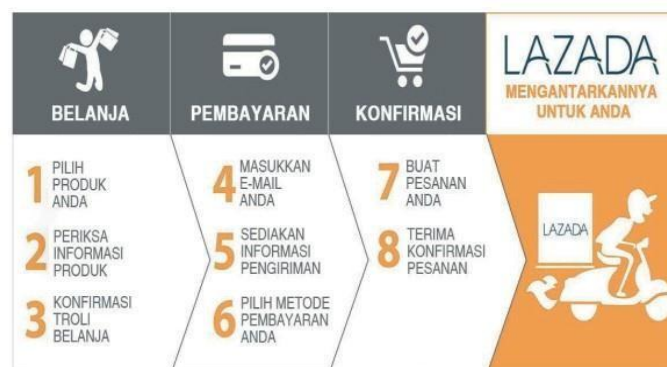 BELANJA
1 PILIH
PRODUK
ANDA
2 PERIKSA
INFORMASI
PRODUK
3 KONFIRMASI
TROLI
BELANJA
PEMBAYARAN
4 MASUKKAN
E-MAIL
ANDA
5 SEDIAKAN
INFORMASI
PENGIRIMAN
6 PILIH METODE
PEMBAYARAN
ANDA
KONFIRMASI
7 BUAT
PESANAN
ANDA
8 TERIMA
KONFIRMASI
PESANAN
LAZADA
MENGANTARKANNYA
UNTUK ANDA
LAZADA